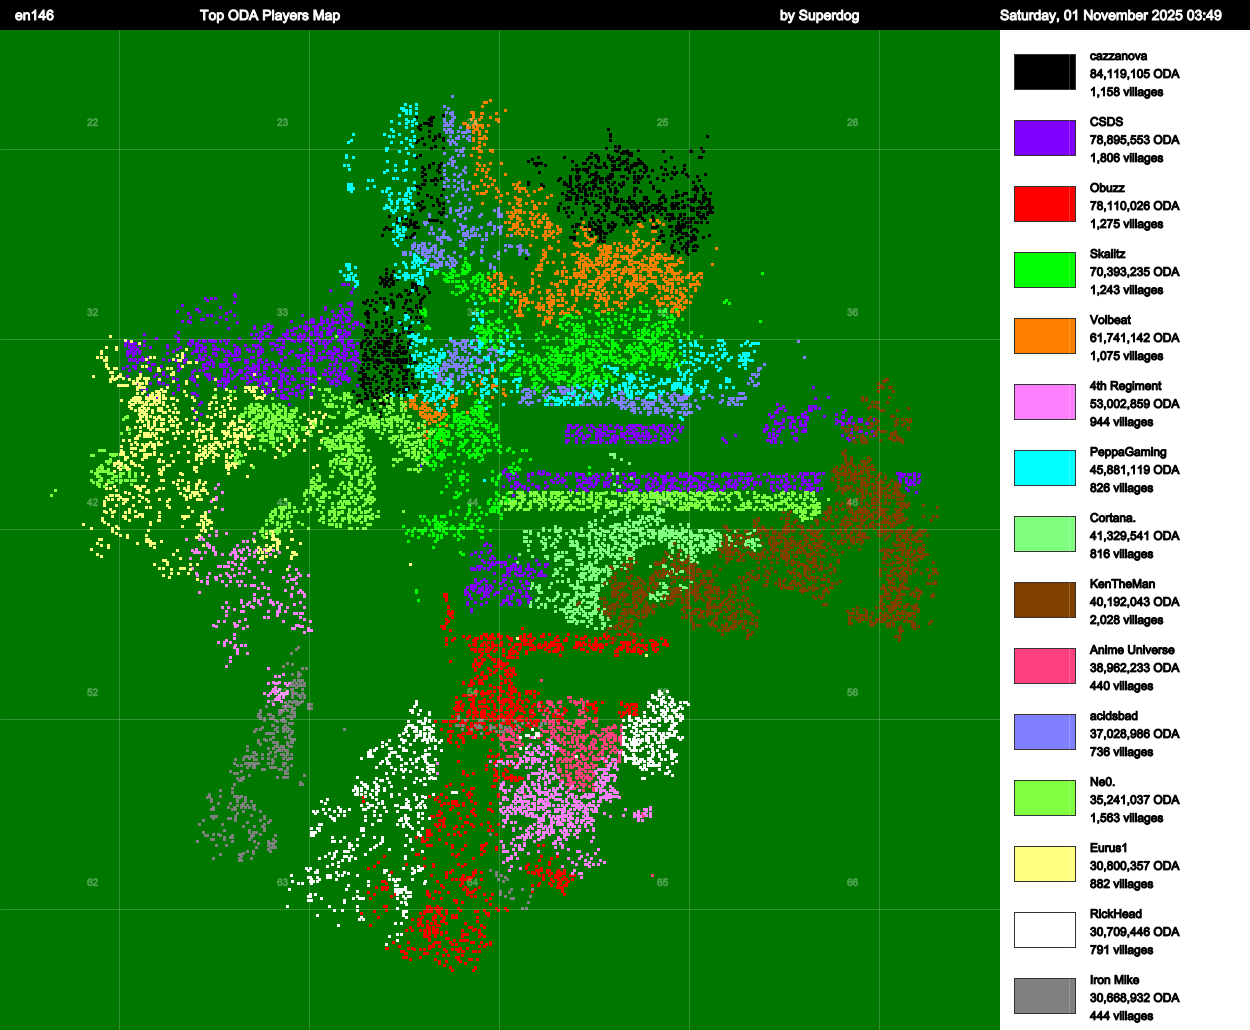 en146 Top ODA Players Map by Superdog Saturday, 01 November 2025 03:49
22 23 25 26
32 33 36
42
52 54 56
62 63 64 65 66
cazzanova
84,119,105 ODA
1,158 villages
CSDS
78,895,553 ODA
1,806 villages
Obuzz
78,110,026 ODA
1,275 villages
Skalitz
70,393,235 ODA
1,243 villages
Volbeat
61,741,142 ODA
1,075 villages
4th Regiment
53,002,859 ODA
944 villages
PeppaGaming
45,881,119 ODA
826 villages
Cortana.
41,329,541 ODA
816 villages
KenTheMan
40,192,043 ODA
2,028 villages
Anime Universe
38,962,233 ODA
440 villages
acidsbad
37,028,986 ODA
736 villages
Ne0.
35,241,037 ODA
1,563 villages
Eurus1
30,800,357 ODA
882 villages
RickHead
30,709,446 ODA
791 villages
Iron Mike
30,668,932 ODA
444 villages